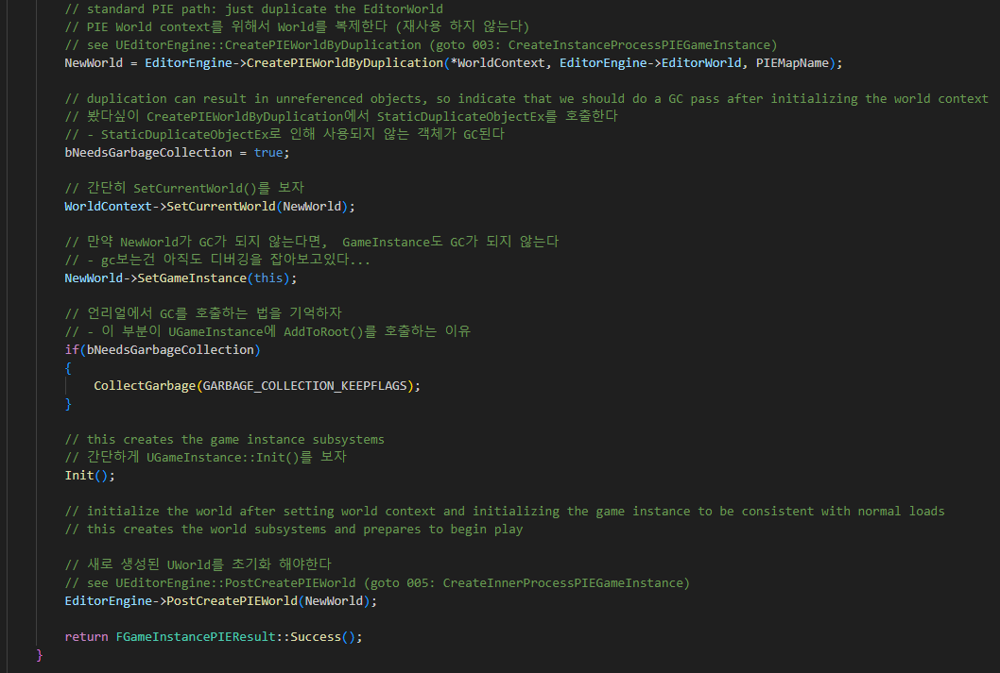 // standard PIE path: just duplicate the EditorWorld
// PIE World context를 위해서 World를 복제한다 (재사용 하지 않는다)
// see UEditorEngine::CreatePIEWorldByDuplication (goto 003: CreateInstanceProcessPIEGameInstance)
NewWorld = EditorEngine->CreatePIEWorldByDuplication(*WorldContext, EditorEngine->EditorWorld, PIEMapName);
// duplication can result in unreferenced objects, so indicate that we should do a GC pass after initializing the world context
// 봤다싶이 CreatePIEWorldByDuplication에서 StaticDuplicateObjectEx를 호출한다
// - StaticDuplicateObjectEx로 인해 사용되지 않는 객체가 GC된다
bNeedsGarbageCollection = true;
// 간단히 SetCurrentWorld()를 보자
WorldContext->SetCurrentWorld(NewWorld);
// 만약 NewWorld가 GC가 되지 않는다면, GameInstance도 GC가 되지 않는다
// - gc보는건 아직도 디버깅을 잡아보고있다...
NewWorld->SetGameInstance(this);
// 언리얼에서 GC를 호출하는 법을 기억하자
// - 이 부분이 UGameInstance에 AddToRoot()를 호출하는 이유
if(bNeedsGarbageCollection)
{
CollectGarbage(GARBAGE_COLLECTION_KEEPFLAGS);
}
// this creates the game instance subsystems
// 간단하게 UGameInstance::Init()를 보자
Init();
// initialize the world after setting world context and initializing the game instance to be consistent with normal loads
// this creates the world subsystems and prepares to begin play
// 새로 생성된 UWorld를 초기화 해야한다
// see UEditorEngine::PostCreatePIEWorld (goto 005: CreateInnerProcessPIEGameInstance)
EditorEngine->PostCreatePIEWorld(NewWorld);
return FGameInstancePIEResult::Success();
}